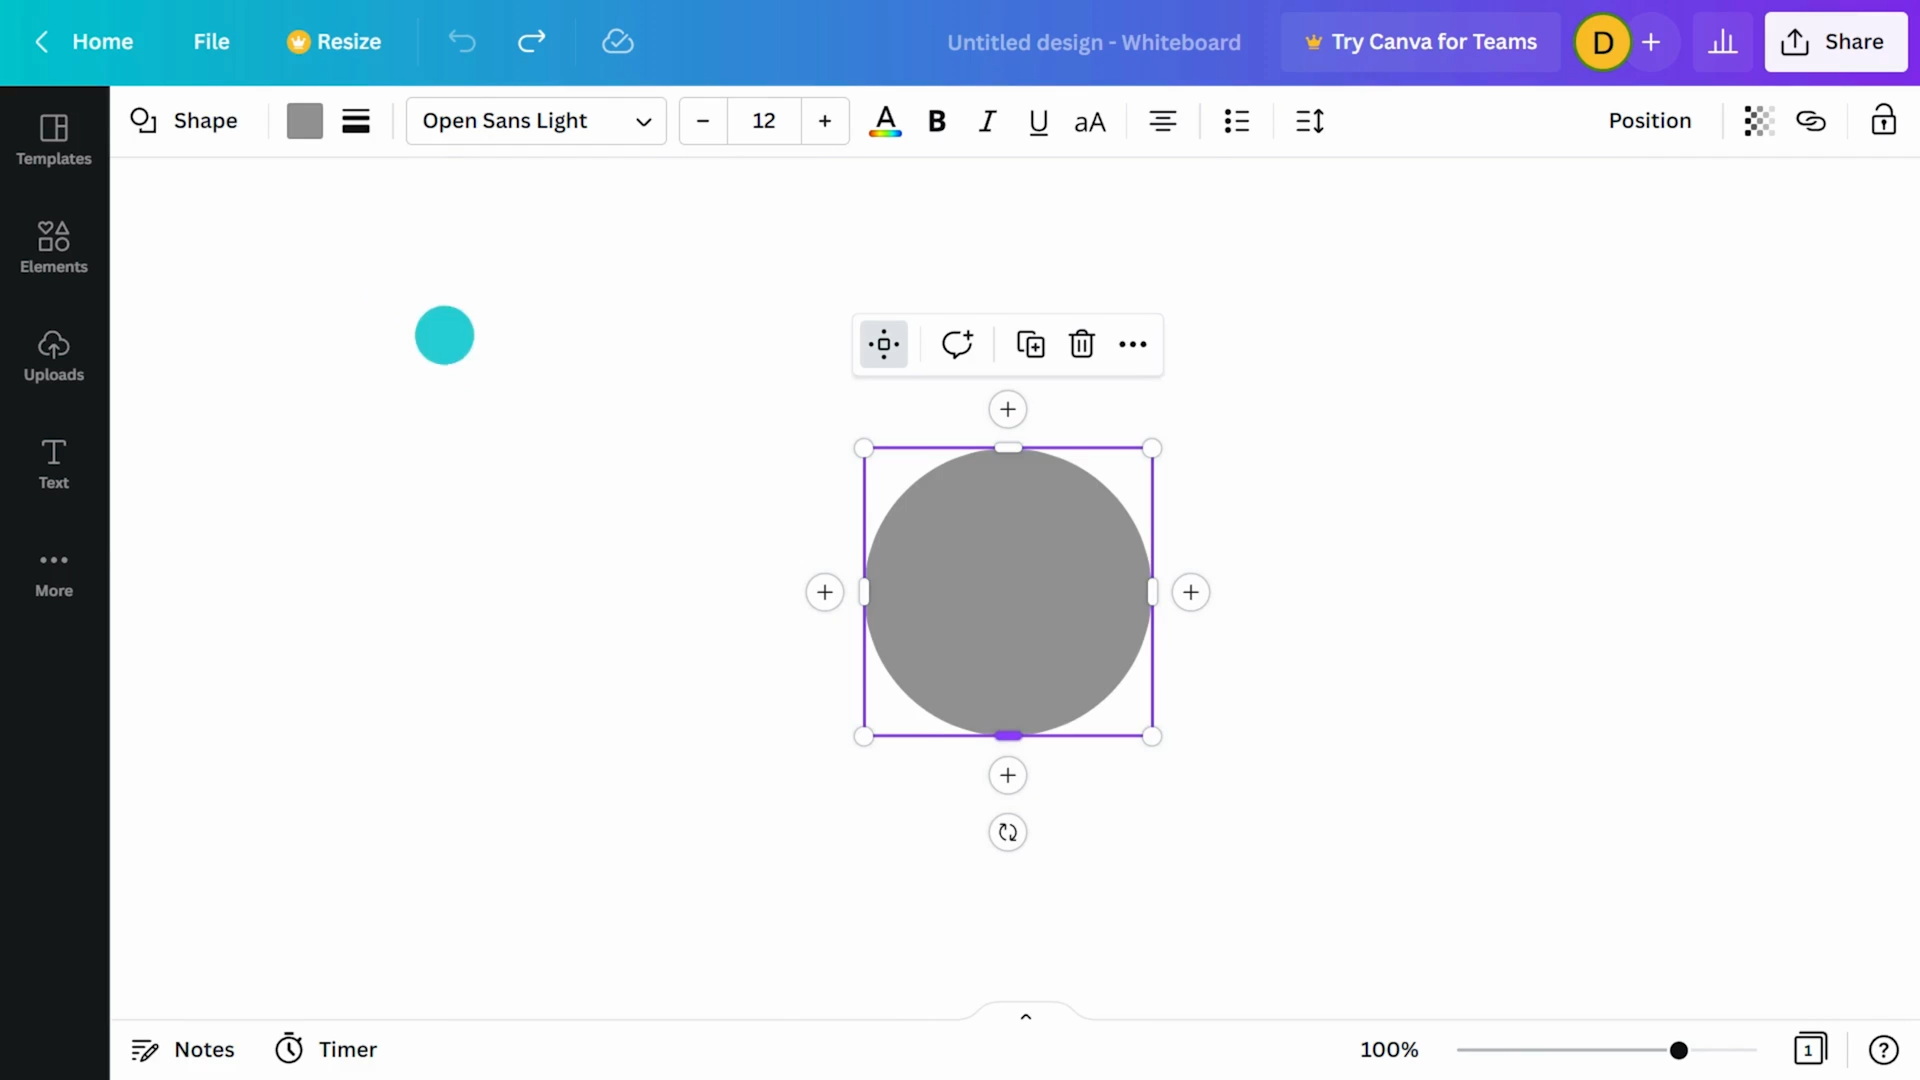 Home
File
Resize
Untitled design - Whiteboard
Try Canva for Teams
D
Share
Shape
Open Sans Light
12
A
B
I
U
aA
Position
Templates
Elements
Uploads
Text
More
Notes
Timer
100%
1
?